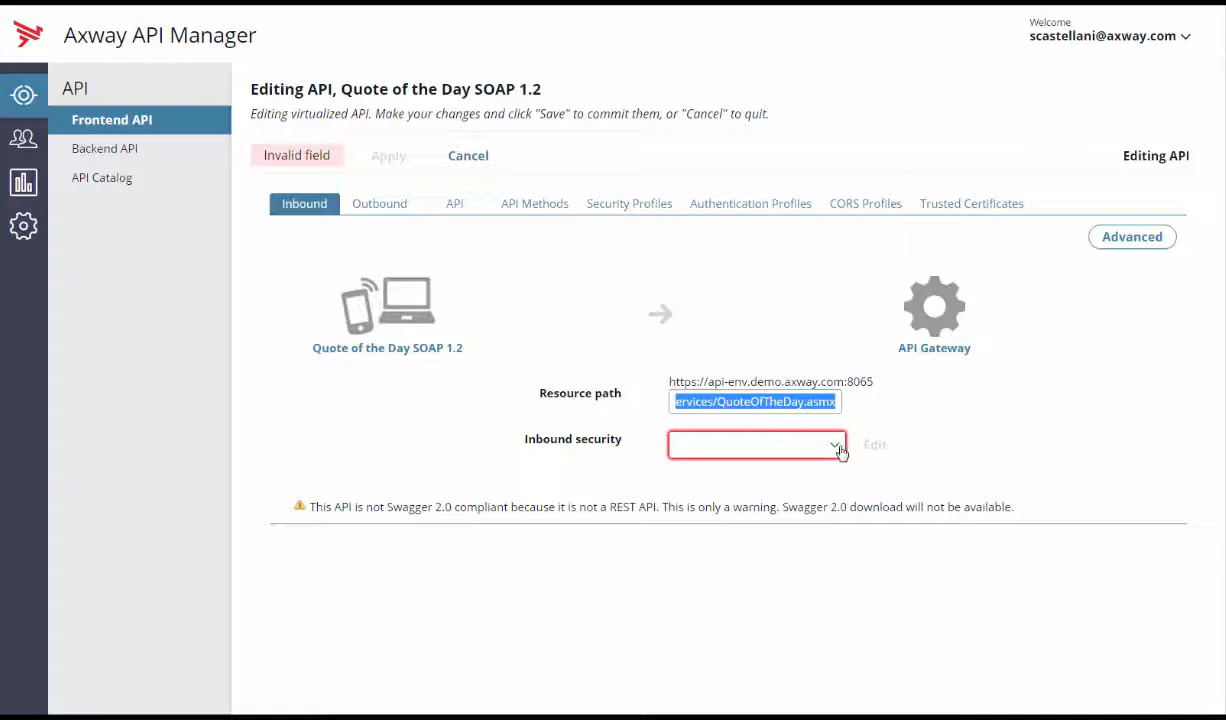 Axway API Manager
Welcome
scastellani@axway.com
API
Frontend API
Backend API
API Catalog
Editing API, Quote of the Day SOAP 1.2
Editing virtualized API. Make your changes and click "Save" to commit them, or "Cancel" to quit.
Invalid field Apply Cancel Editing API
Inbound Outbound API API Methods Security Profiles Authentication Profiles CORS Profiles Trusted Certificates
Advanced
Quote of the Day SOAP 1.2
API Gateway
Resource path
https://api-env.demo.axway.com:8065
ervices/QuoteOfTheDay.asmx
Inbound security
Edit
This API is not Swagger 2.0 compliant because it is not a REST API. This is only a warning. Swagger 2.0 download will not be available.